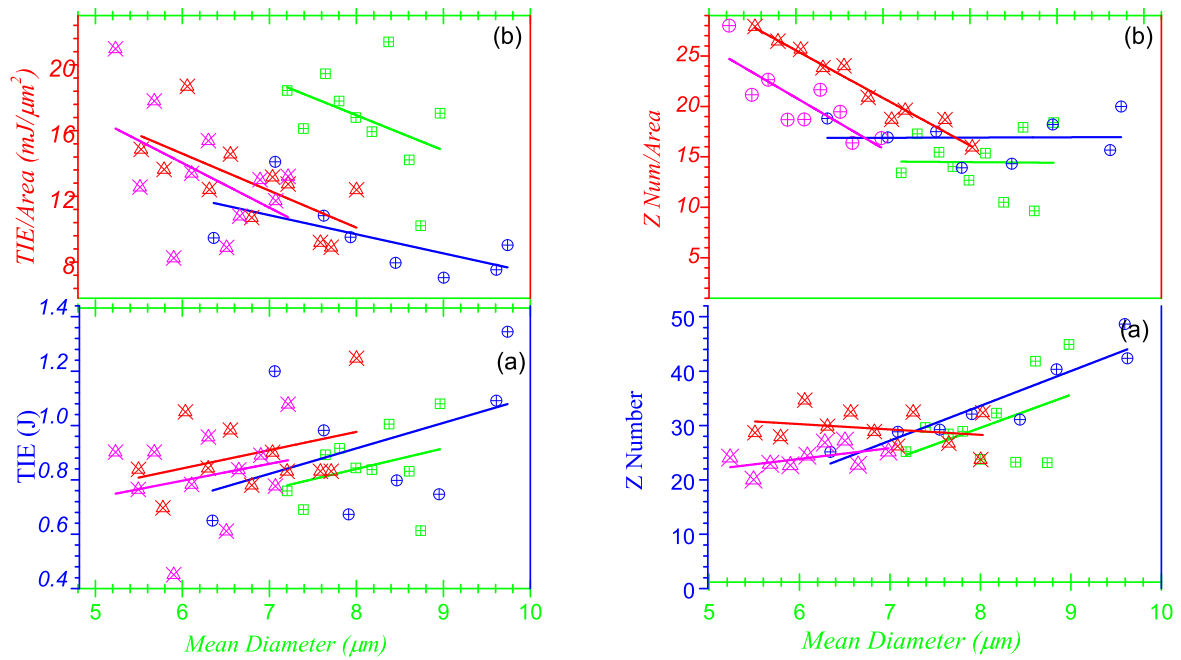 (b)
20
16
12
8
TIE/Area (mJ/μm²)
1.4
1.2
1.0
0.8
0.6
0.4
TIE (J)
(a)
5 6 7 8 9 10
Mean Diameter (μm)
(b)
25
20
15
10
5
Z Num/Area
50
40
30
20
10
0
Z Number
(a)
5 6 7 8 9 10
Mean Diameter (μm)